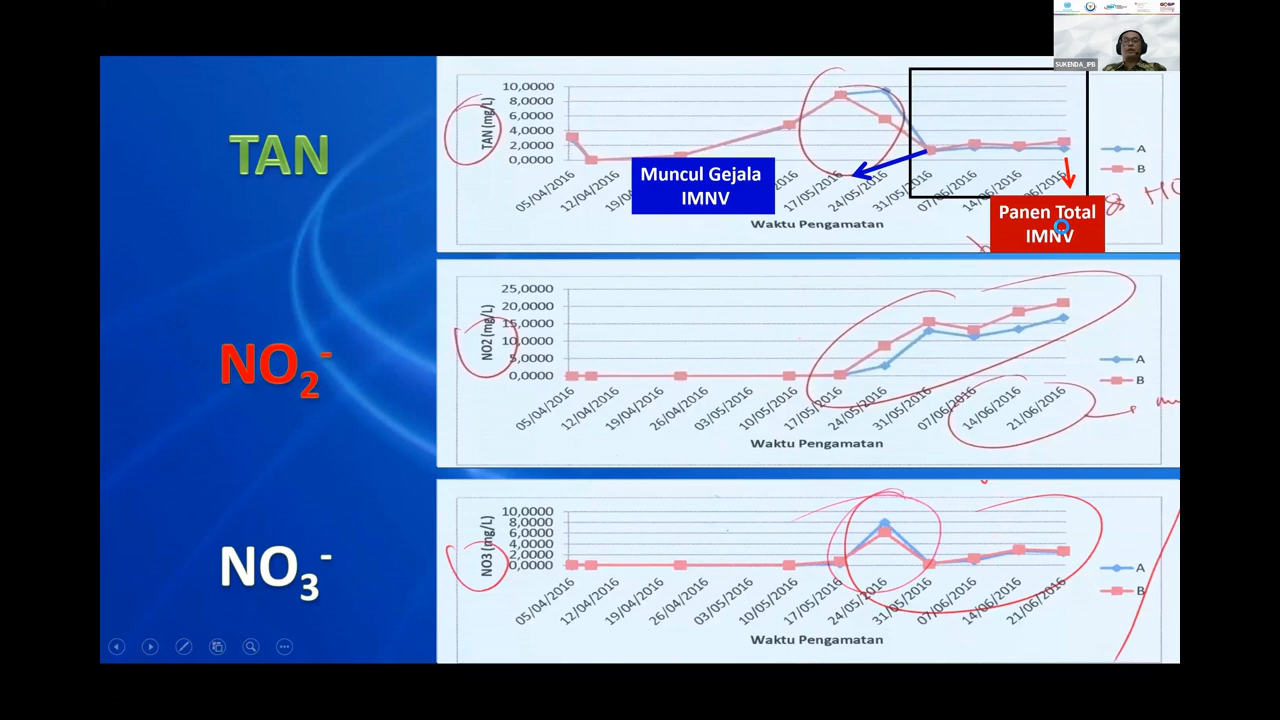 SUKENDA_IPB
TAN
TAN (mg/L)
10,0000
8,0000
6,0000
4,0000
2,0000
0,0000
05/04/2016
12/04/2016
17/05/2016
24/05/2016
31/05/2016
07/06/2016
14/06/2016
A
B
Muncul Gejala
IMNV
Panen Total
IMNV
Waktu Pengamatan
NO2-
NO2 (mg/L)
25,0000
20,0000
15,0000
10,0000
5,0000
0,0000
05/04/2016
12/04/2016
19/04/2016
26/04/2016
03/05/2016
10/05/2016
17/05/2016
24/05/2016
31/05/2016
07/06/2016
14/06/2016
21/06/2016
A
B
Waktu Pengamatan
NO3-
NO3 (mg/L)
10,0000
8,0000
6,0000
4,0000
2,0000
0,0000
05/04/2016
12/04/2016
19/04/2016
26/04/2016
03/05/2016
10/05/2016
17/05/2016
24/05/2016
31/05/2016
07/06/2016
14/06/2016
21/06/2016
A
B
Waktu Pengamatan